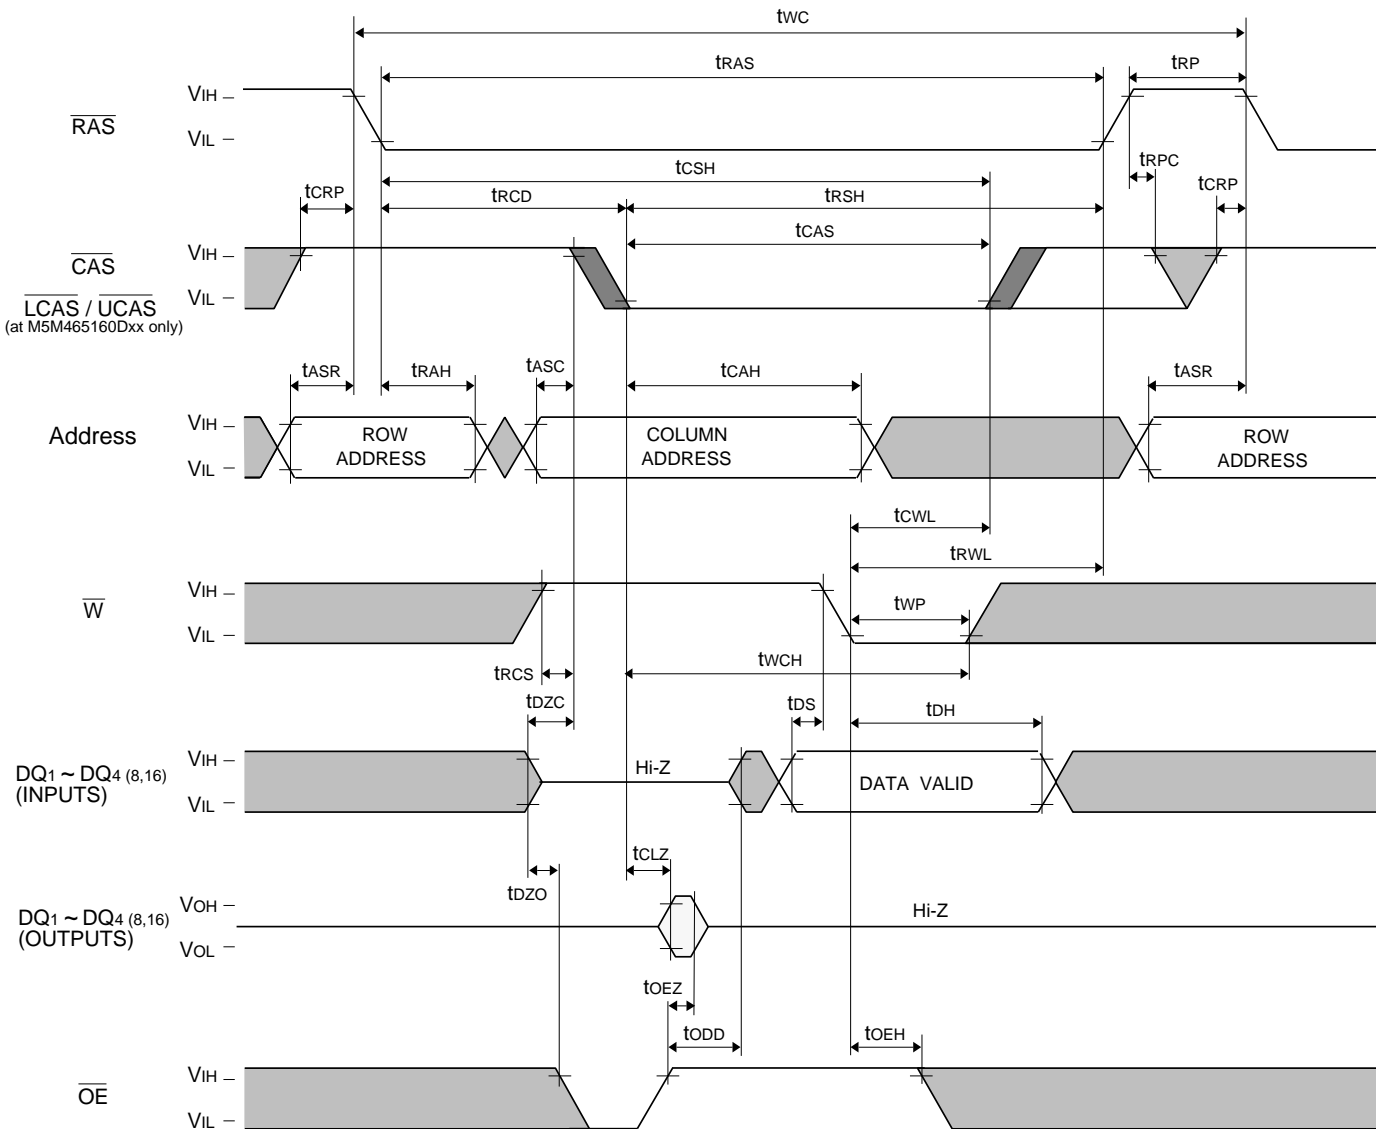 tWC
tRAS
tRP
VIH
RAS
VIL
tCSH
tRPC
tCRP
tRCD
tRSH
tCRP
tCAS
VIH
CAS
VIL
LCAS / UCAS
(at M5M465160Dxx only)
tASR
tRAH
tASC
tCAH
tASR
VIH
Address
ROW
ADDRESS
COLUMN
ADDRESS
ROW
ADDRESS
VIL
tCWL
tRWL
VIH
W
tWP
VIL
tWCH
tRCS
tDZC
tDS
tDH
VIH
DQ1 ~ DQ4 (8,16)
(INPUTS)
Hi-Z
DATA VALID
VIL
tCLZ
tDZO
VOH
DQ1 ~ DQ4 (8,16)
(OUTPUTS)
Hi-Z
VOL
tOEZ
tODD
tOEH
VIH
OE
VIL